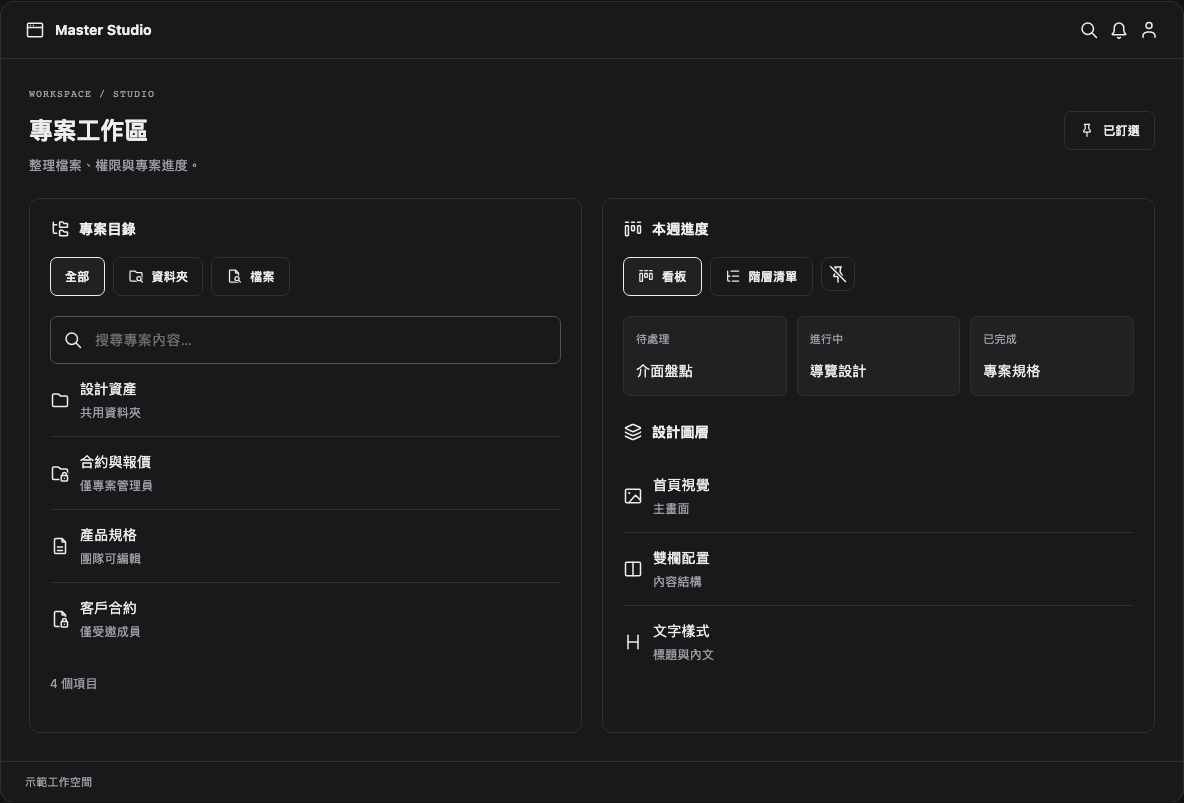 Master Studio
WORKSPACE / STUDIO
專案工作區
整理檔案、權限與專案進度。
已釘選
專案目錄
全部
資料夾
檔案
搜尋專案內容...
設計資產
共用資料夾
合約與報價
僅專案管理員
產品規格
團隊可編輯
客戶合約
僅受邀成員
4 個項目
本週進度
看板
階層清單
待處理
介面盤點
進行中
導覽設計
已完成
專案規格
設計圖層
首頁視覺
主畫面
雙欄配置
內容結構
文字樣式
標題與內文
示範工作空間